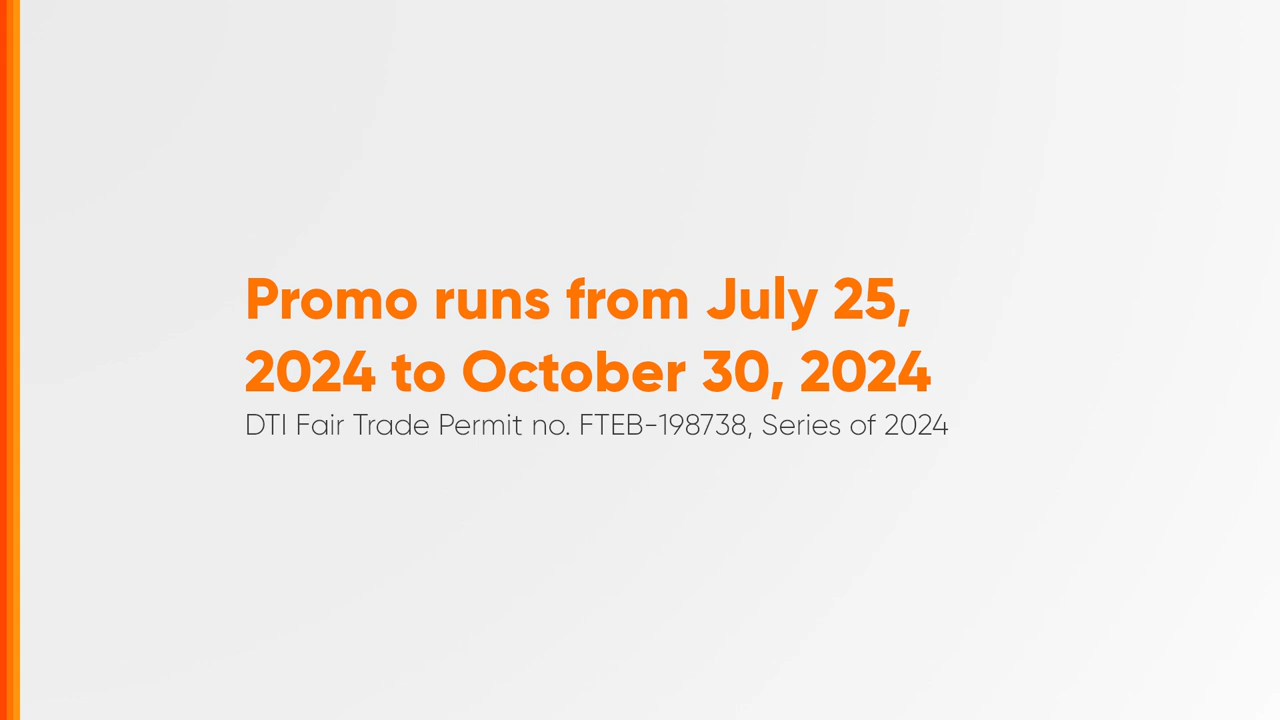 Promo runs from July 25,
2024 to October 30, 2024
DTI Fair Trade Permit no. FTEB-198738, Series of 2024